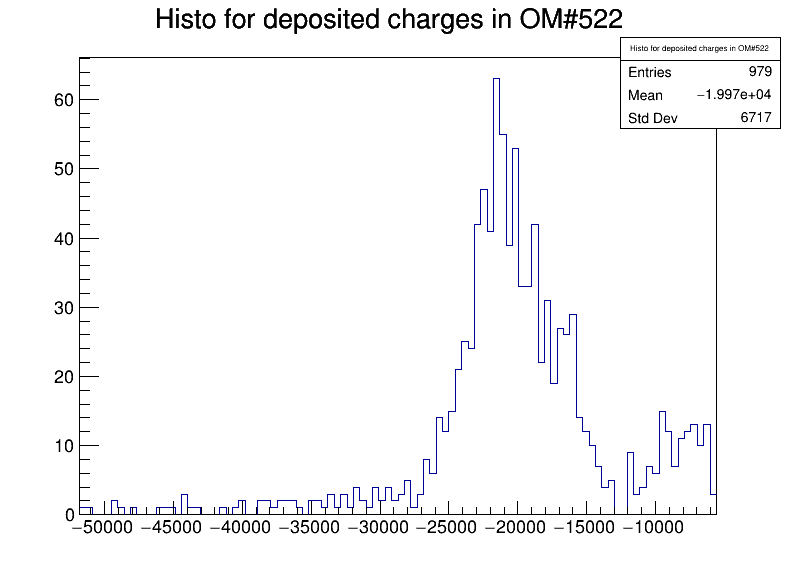 Histo for deposited charges in OM#522
Histo for deposited charges in OM#522
Entries 979
Mean −1.997e+04
Std Dev 6717
60
50
40
30
20
10
0
−50000 −45000 −40000 −35000 −30000 −25000 −20000 −15000 −10000